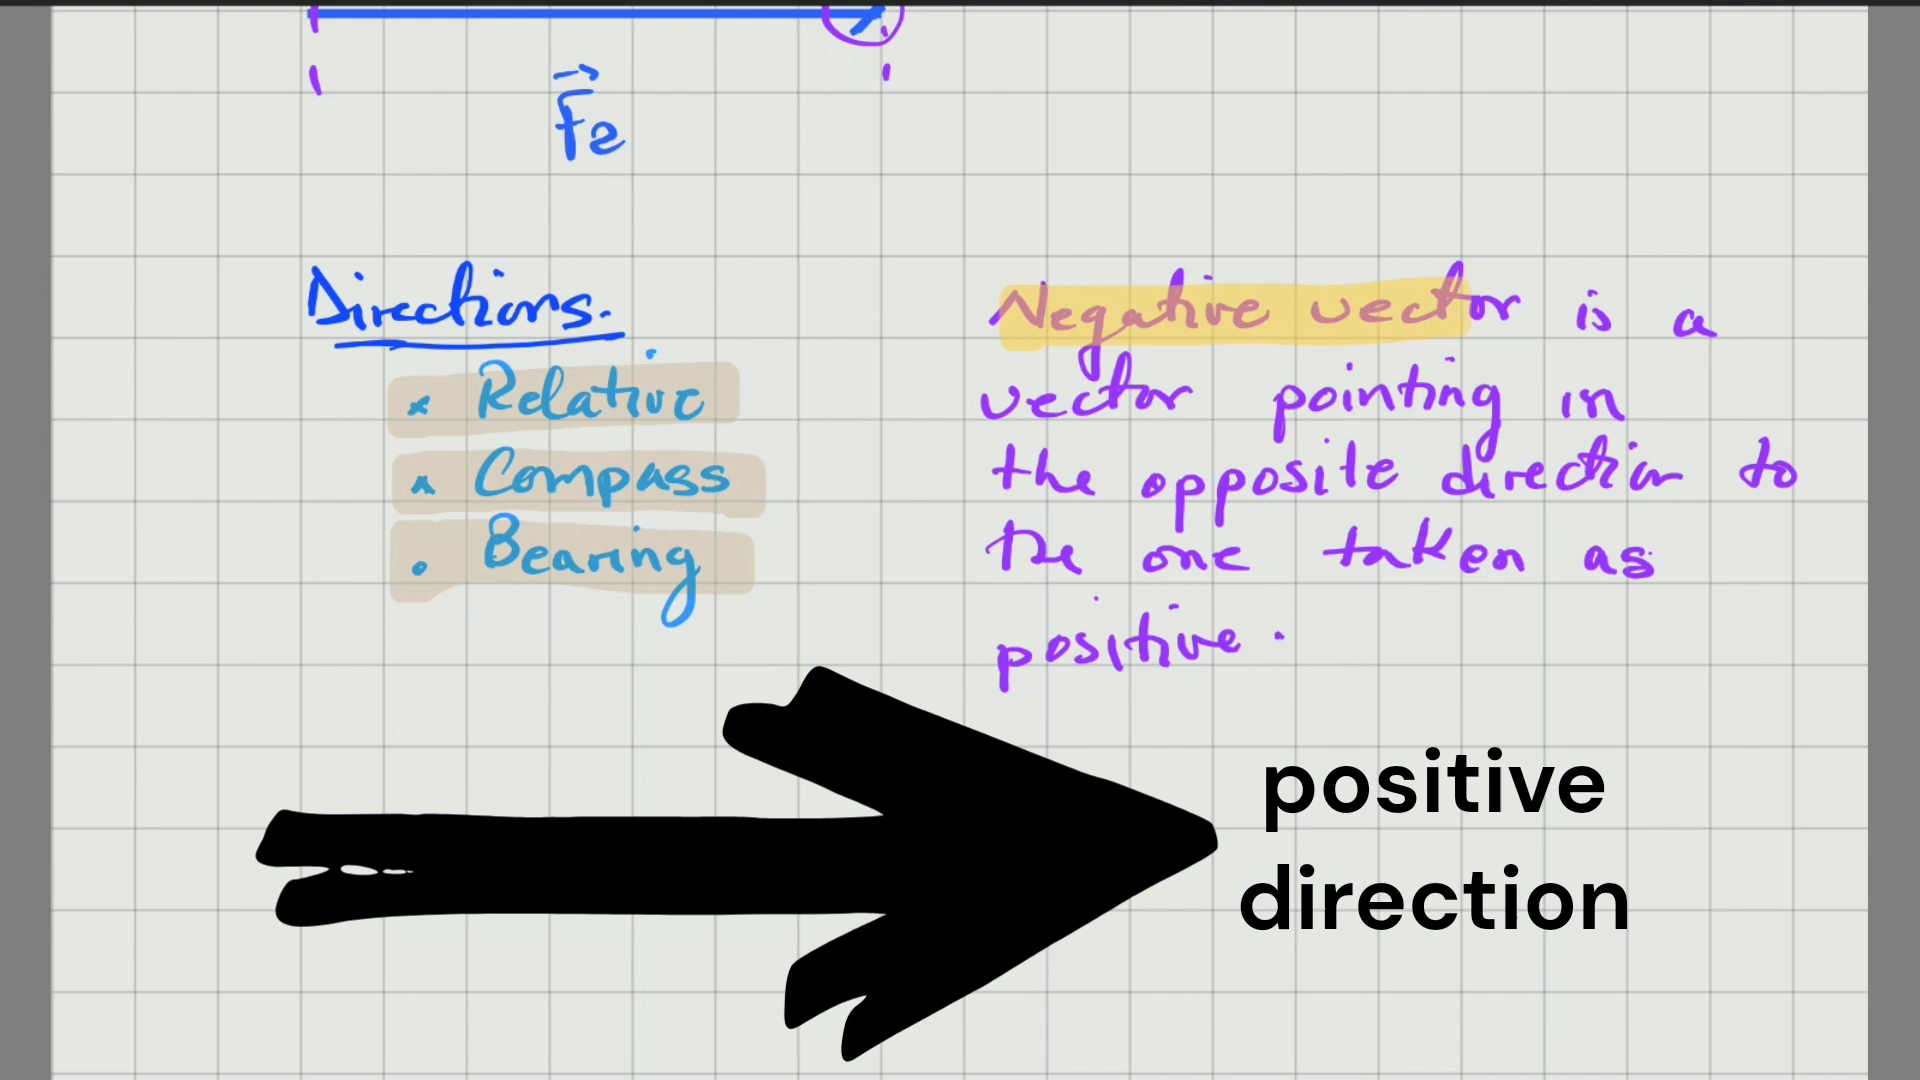 F2
Directions.
x Relative
x Compass
• Bearing
Negative vector is a
vector pointing in
the opposite direction to
the one taken as
positive.
positive
direction